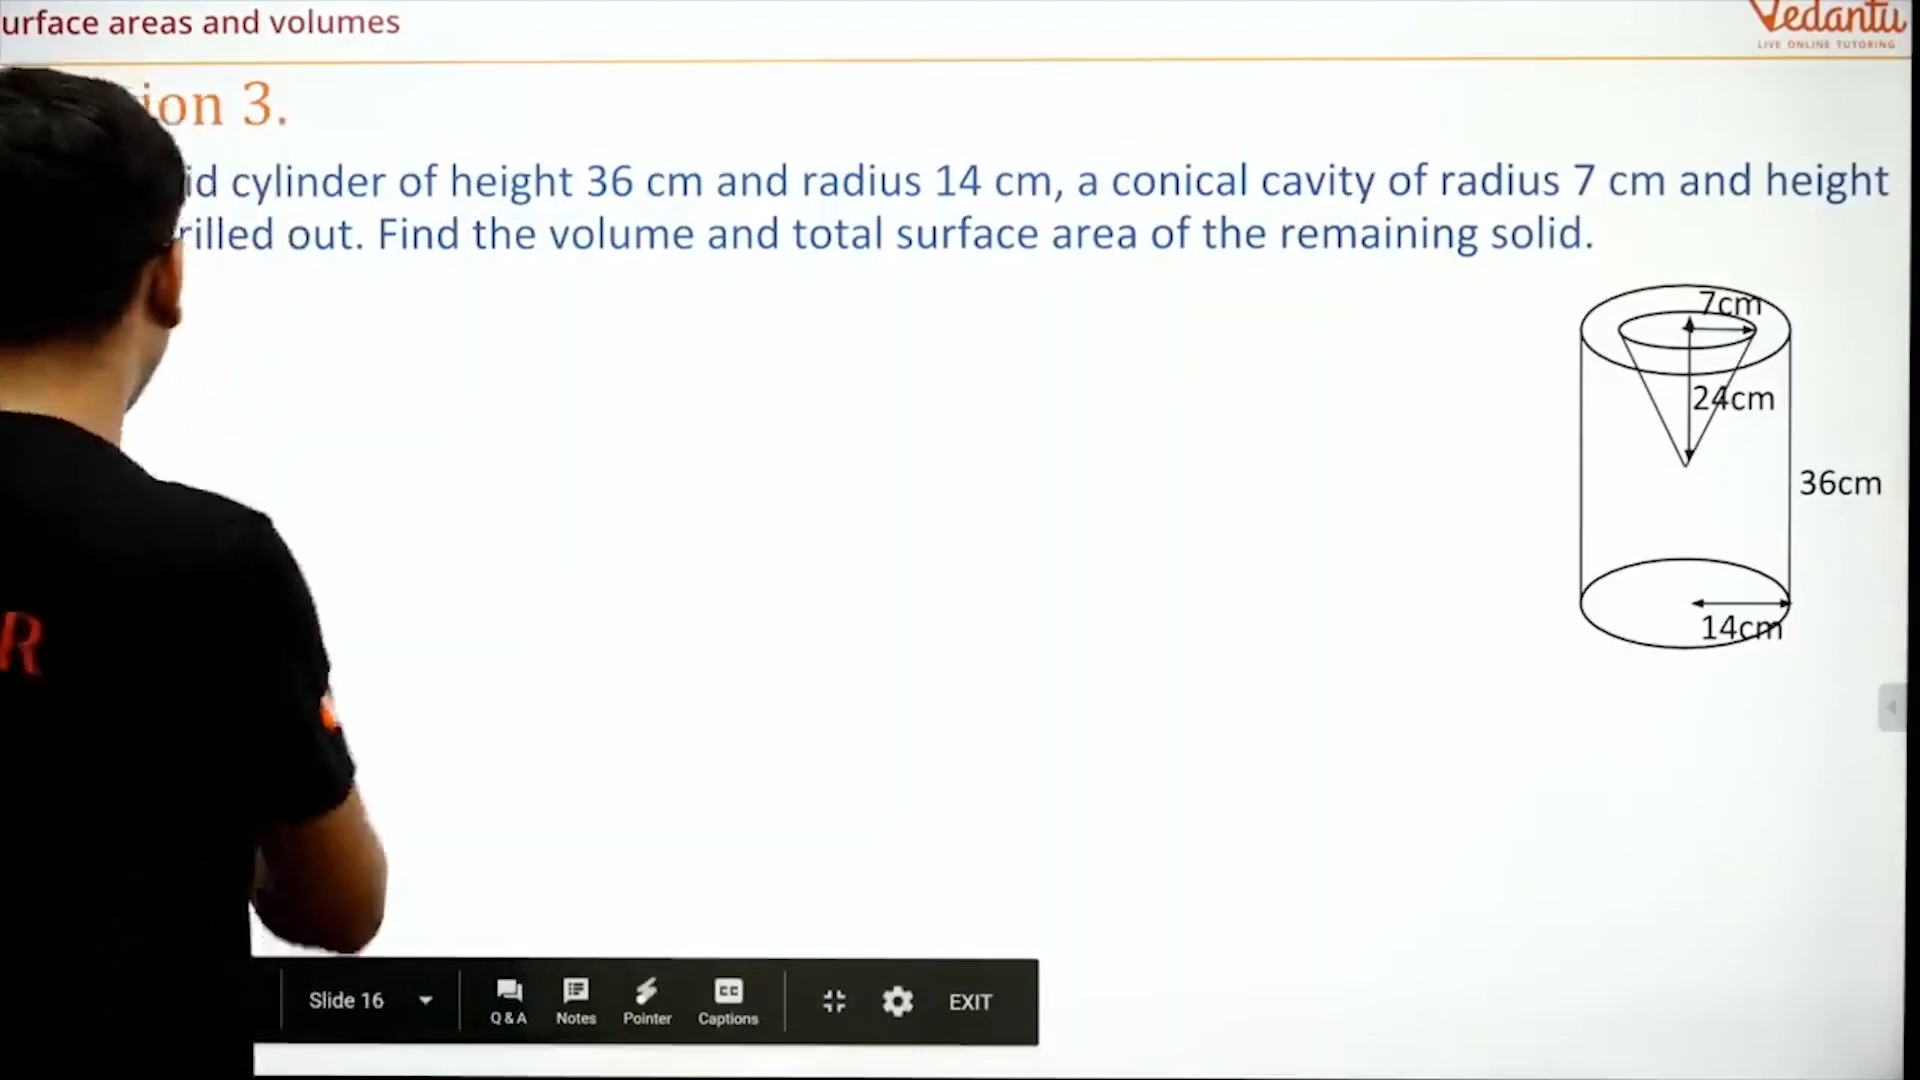 urface areas and volumes
Vedantu
LIVE ONLINE TUTORING
ion 3.
id cylinder of height 36 cm and radius 14 cm, a conical cavity of radius 7 cm and height
rilled out. Find the volume and total surface area of the remaining solid.
7cm
24cm
36cm
14cm
R
Slide 16
Q & A
Notes
Pointer
CC
Captions
EXIT